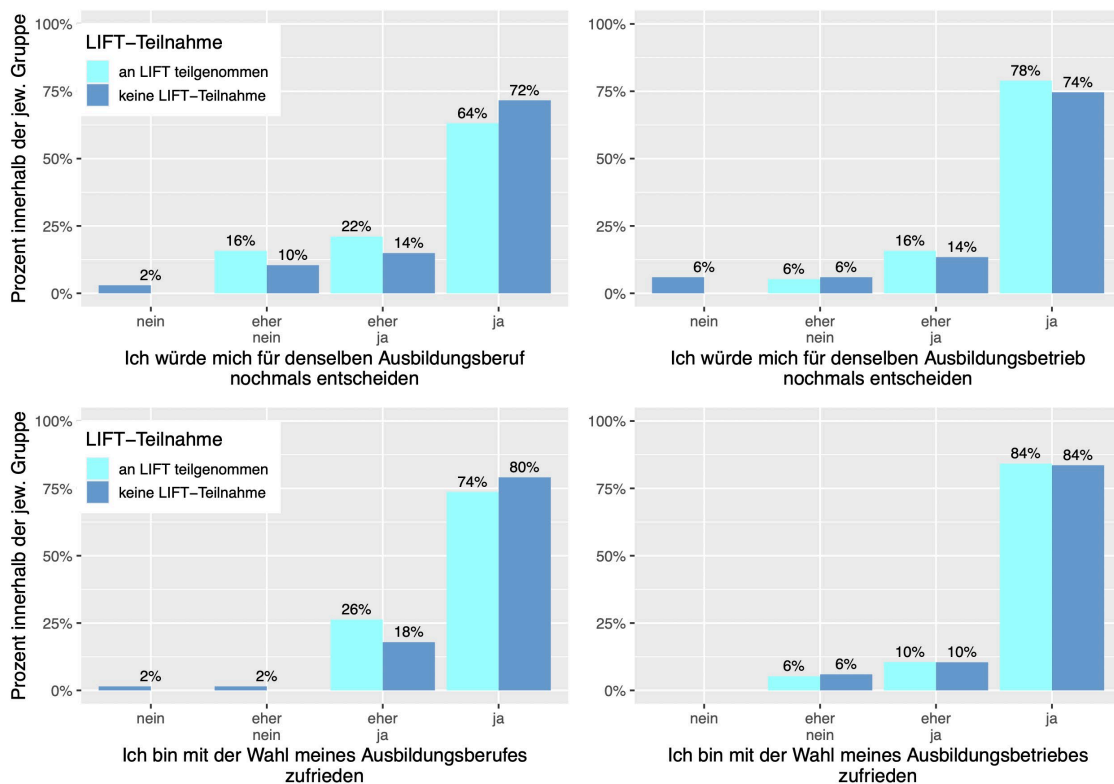 Prozent innerhalb der jew. Gruppe
100%
75%
50%
25%
0%
LIFT−Teilnahme
an LIFT teilgenommen
keine LIFT−Teilnahme
2%
16%
10%
22%
14%
64%
72%
nein
eher
nein
eher
ja
ja
Ich würde mich für denselben Ausbildungsberuf
nochmals entscheiden
100%
75%
50%
25%
0%
6%
6%
6%
16%
14%
78%
74%
nein
eher
nein
eher
ja
ja
Ich würde mich für denselben Ausbildungsbetrieb
nochmals entscheiden
Prozent innerhalb der jew. Gruppe
100%
75%
50%
25%
0%
LIFT−Teilnahme
an LIFT teilgenommen
keine LIFT−Teilnahme
2%
2%
26%
18%
74%
80%
nein
eher
nein
eher
ja
ja
Ich bin mit der Wahl meines Ausbildungsberufes
zufrieden
100%
75%
50%
25%
0%
6%
6%
10%
10%
84%
84%
nein
eher
nein
eher
ja
ja
Ich bin mit der Wahl meines Ausbildungsbetriebes
zufrieden